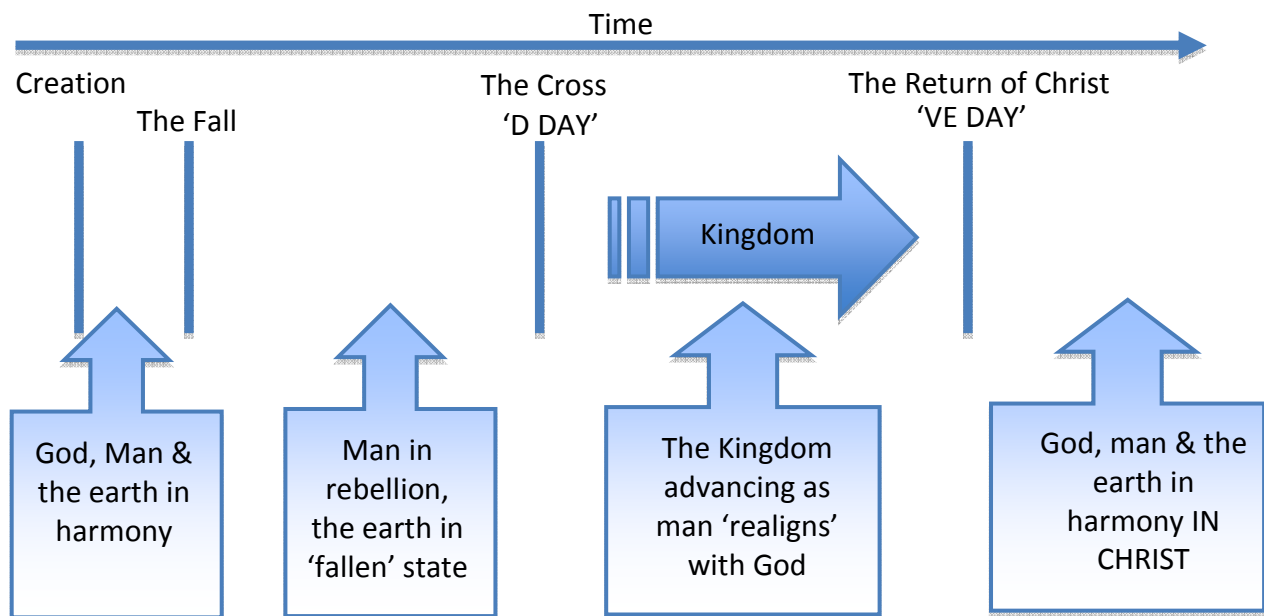 Time
Creation
The Fall
The Cross
‘D DAY’
The Return of Christ
‘VE DAY’
Kingdom
God, Man &
the earth in
harmony
Man in
rebellion,
the earth in
‘fallen’ state
The Kingdom
advancing as
man ‘realigns’
with God
God, man & the
earth in
harmony IN
CHRIST